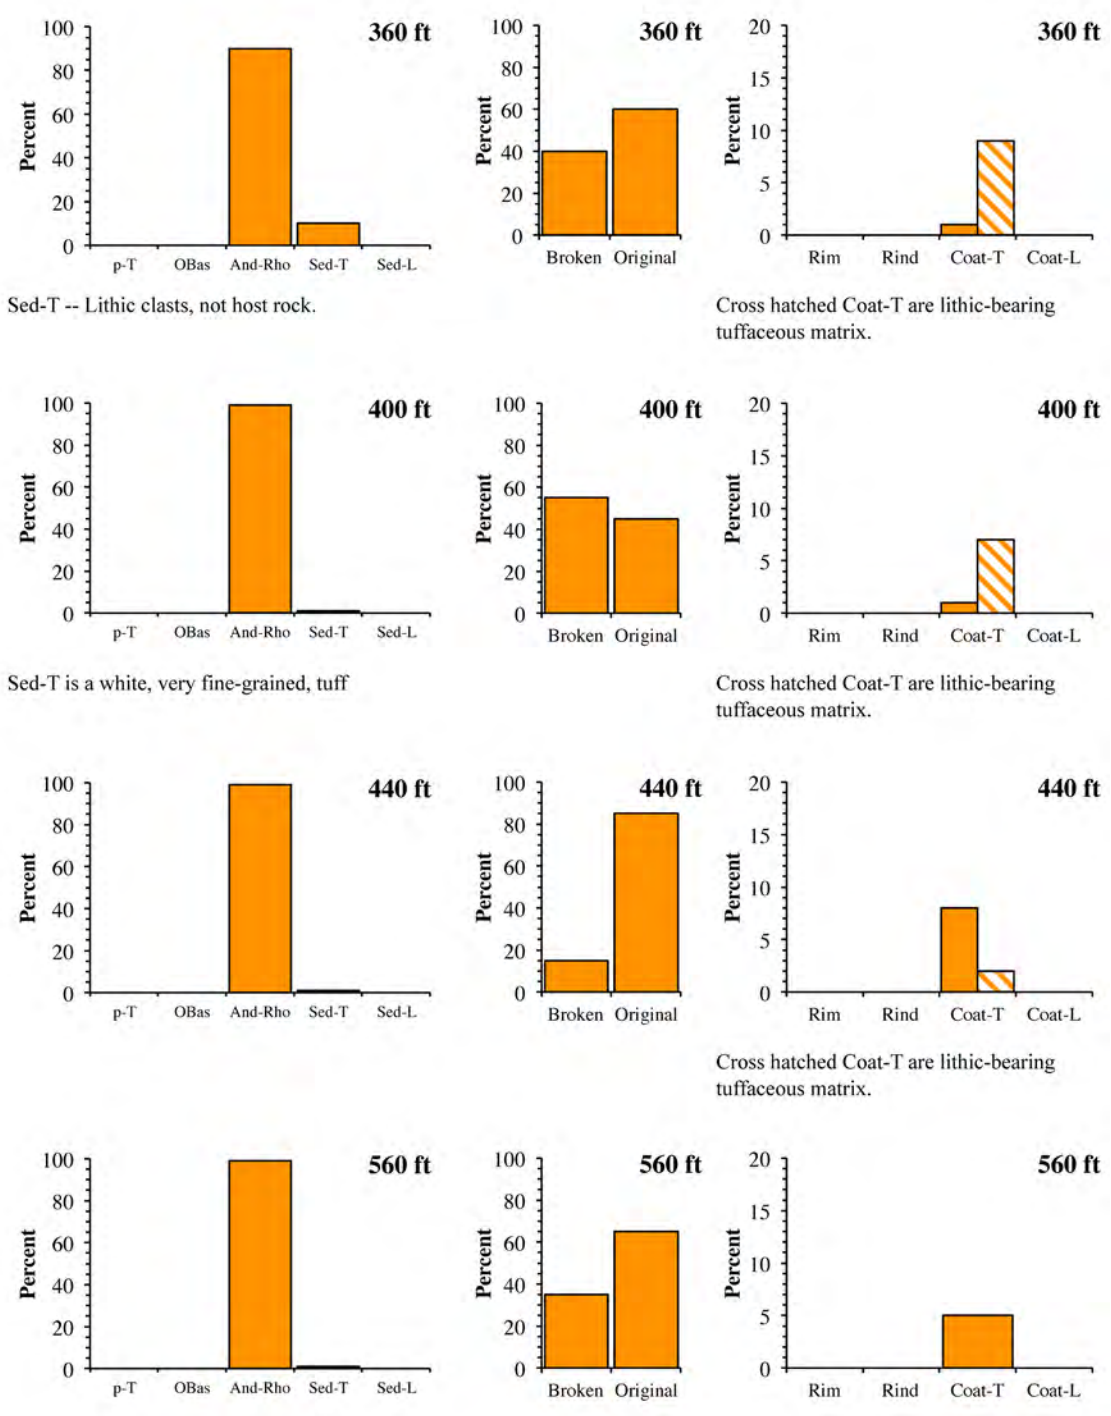 360 ft
Percent
100
80
60
40
20
0
p-T OBas And-Rho Sed-T Sed-L
360 ft
Percent
100
80
60
40
20
0
Broken Original
360 ft
Percent
20
15
10
5
0
Rim Rind Coat-T Coat-L
Sed-T -- Lithic clasts, not host rock.
Cross hatched Coat-T are lithic-bearing
tuffaceous matrix.
400 ft
Percent
100
80
60
40
20
0
p-T OBas And-Rho Sed-T Sed-L
400 ft
Percent
100
80
60
40
20
0
Broken Original
400 ft
Percent
20
15
10
5
0
Rim Rind Coat-T Coat-L
Sed-T is a white, very fine-grained, tuff
Cross hatched Coat-T are lithic-bearing
tuffaceous matrix.
440 ft
Percent
100
80
60
40
20
0
p-T OBas And-Rho Sed-T Sed-L
440 ft
Percent
100
80
60
40
20
0
Broken Original
440 ft
Percent
20
15
10
5
0
Rim Rind Coat-T Coat-L
Cross hatched Coat-T are lithic-bearing
tuffaceous matrix.
560 ft
Percent
100
80
60
40
20
0
p-T OBas And-Rho Sed-T Sed-L
560 ft
Percent
100
80
60
40
20
0
Broken Original
560 ft
Percent
20
15
10
5
0
Rim Rind Coat-T Coat-L